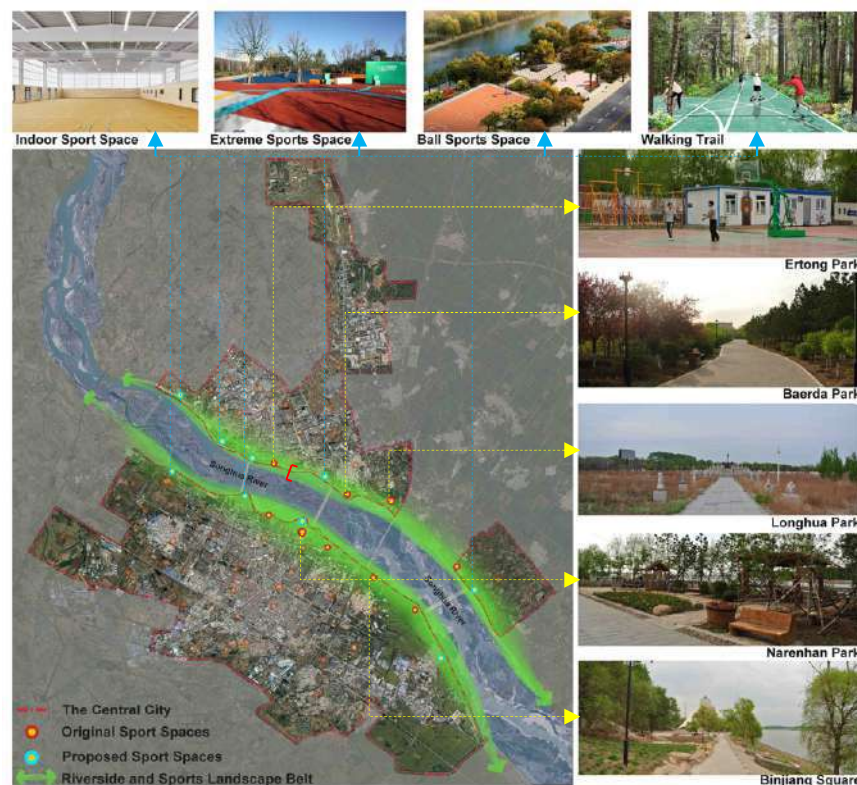 Indoor Sport Space
Extreme Sports Space
Ball Sports Space
Walking Trail
Ertong Park
Baerda Park
Longhua Park
Narenhan Park
Binjiang Square
Songhua River
Songhua River
The Central City
Original Sport Spaces
Proposed Sport Spaces
Riverside and Sports Landscape Belt